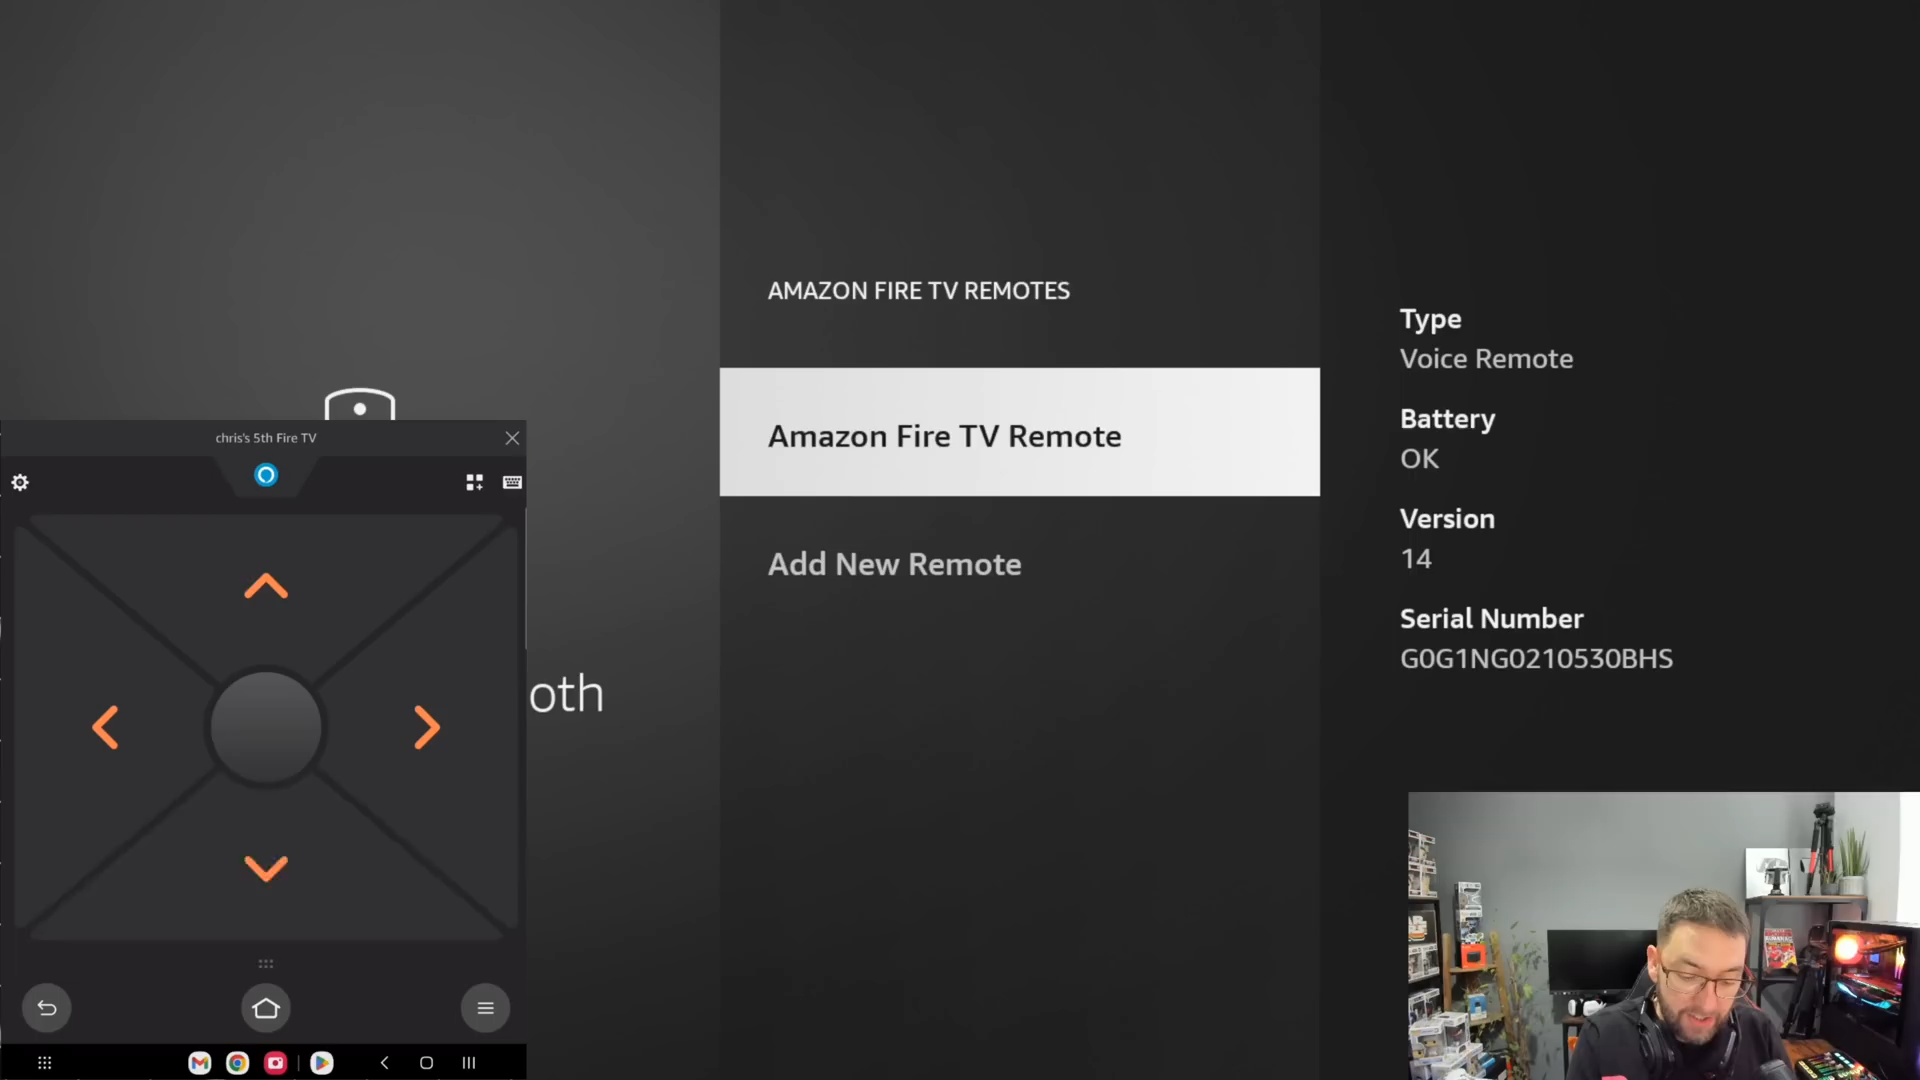 AMAZON FIRE TV REMOTES
Amazon Fire TV Remote
Add New Remote
Type
Voice Remote
Battery
OK
Version
14
Serial Number
G0G1NG0210530BHS
oth
chris's 5th Fire TV